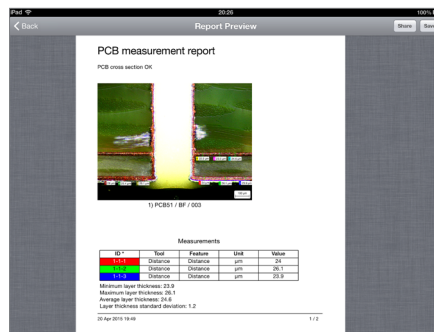 iPad 20:26 100%
Back Report Preview Share Save
PCB measurement report
PCB cross section OK
1) PCB51 / BF / 003
Measurements
ID * Tool Feature Unit Value
1-1-1 Distance Distance µm 24
1-1-2 Distance Distance µm 26.1
1-1-3 Distance Distance µm 23.9
Minimum layer thickness: 23.9
Maximum layer thickness: 26.1
Average layer thickness: 24.6
Layer thickness standard deviation: 1.2
20 Apr 2015 19:49 1 / 2